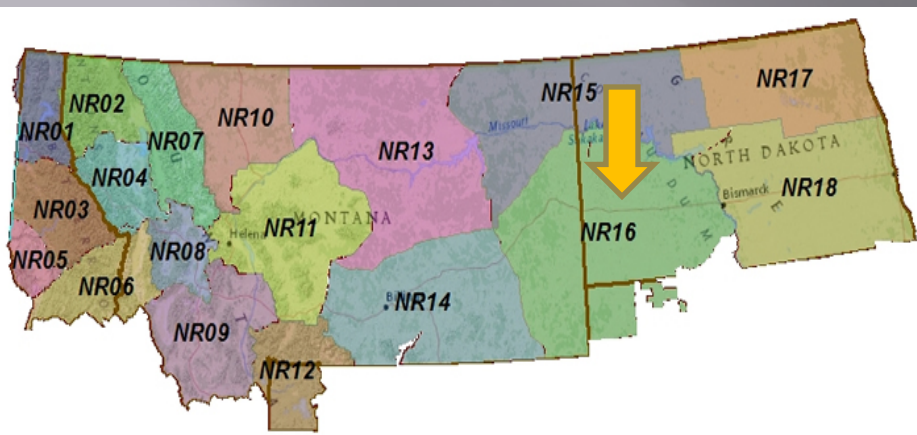 NR01
NR02
NR07
NR10
NR13
NR15
NR17
NR04
NR03
NR11
MONTANA
Helena
NR08
NR05
NR06
NR09
NR12
NR14
NR16
NR18
Missouri
Lake
NORTH DAKOTA
Bismarck